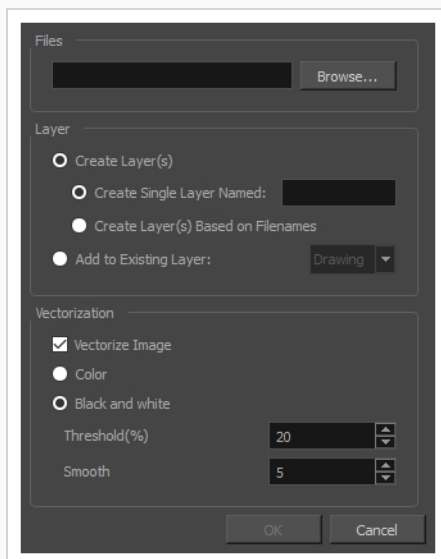 Files
Browse...
Layer
Create Layer(s)
Create Single Layer Named:
Create Layer(s) Based on Filenames
Add to Existing Layer: Drawing
Vectorization
Vectorize Image
Color
Black and white
Threshold(%) 20
Smooth 5
OK Cancel